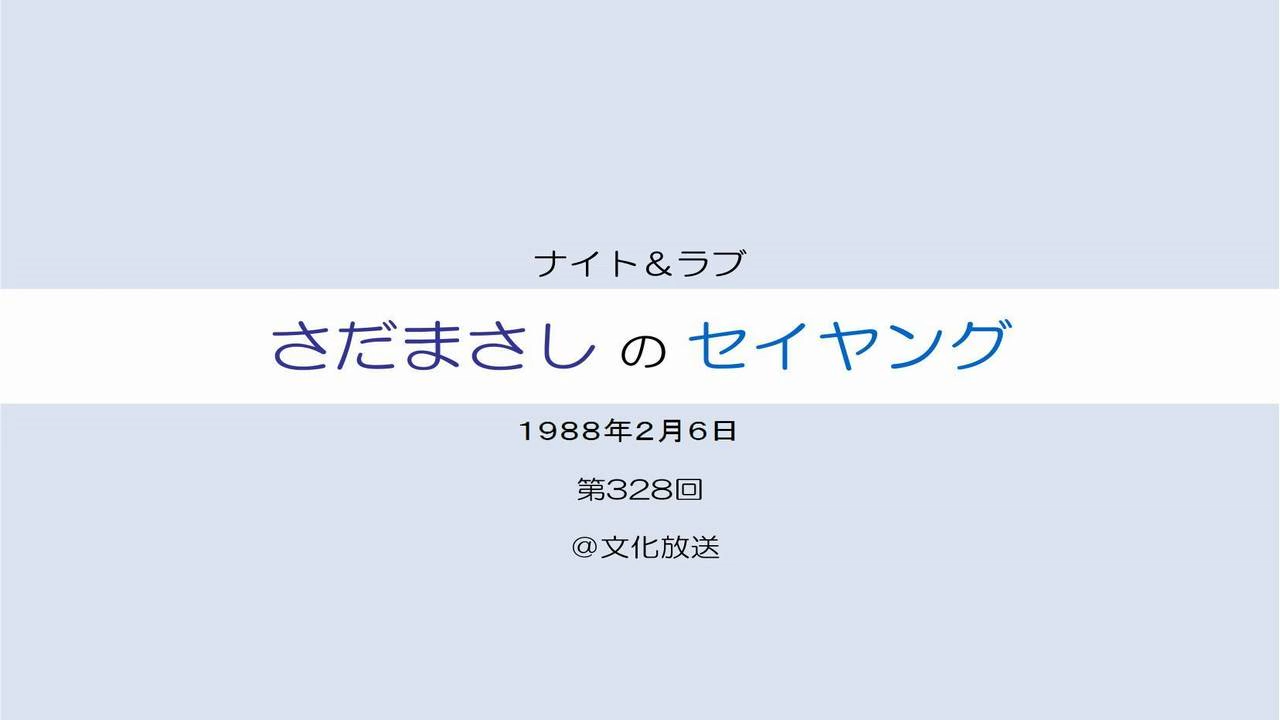 ナイト&ラブ
さだまさし の セイヤング
1988年2月6日
第328回
@文化放送